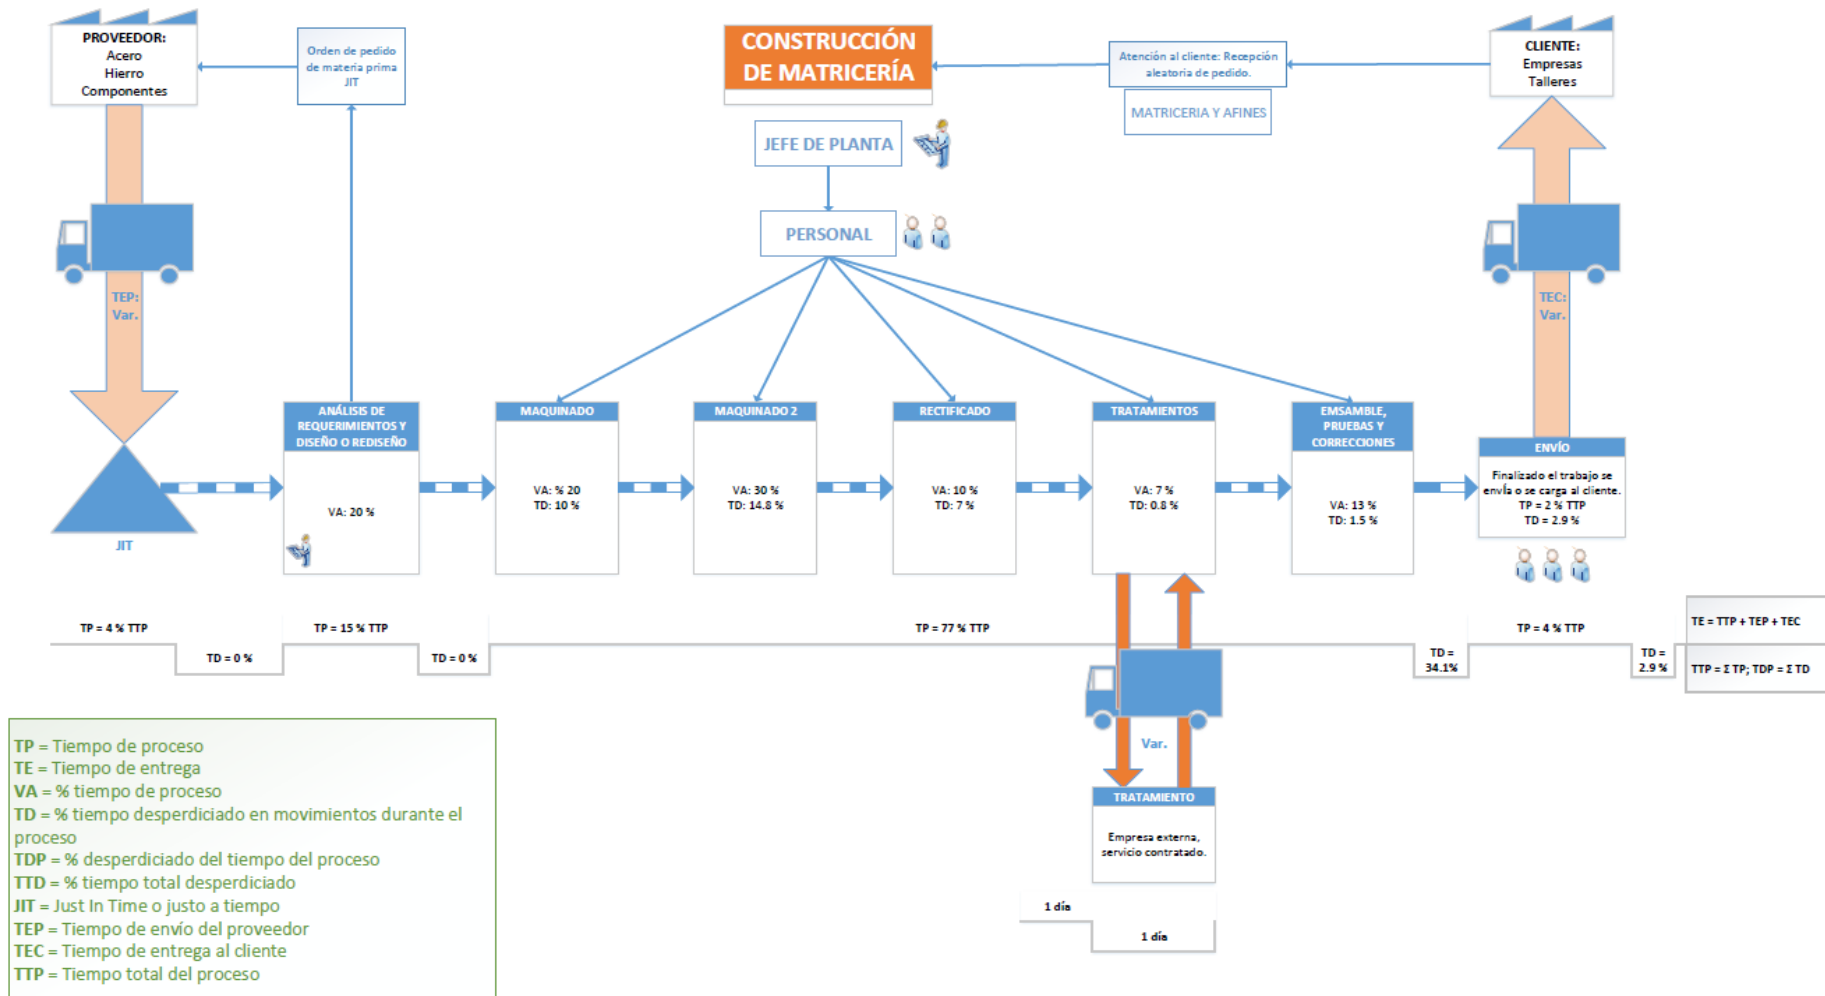 PROVEEDOR:
Acero
Hierro
Componentes
Orden de pedido
de materia prima
JIT
CONSTRUCCIÓN
DE MATRICERÍA
Atención al cliente: Recepción
aleatoria de pedido.
MATRICERIA Y AFINES
CLIENTE:
Empresas
Talleres
JEFE DE PLANTA
PERSONAL
TEP:
Var.
TEC:
Var.
JIT
ANÁLISIS DE
REQUERIMIENTOS Y
DISEÑO O REDISEÑO
VA: 20 %
MAQUINADO
VA: % 20
TD: 10 %
MAQUINADO 2
VA: 30 %
TD: 14.8 %
RECTIFICADO
VA: 10 %
TD: 7 %
TRATAMIENTOS
VA: 7 %
TD: 0.8 %
EMSAMBLE,
PRUEBAS Y
CORRECCIONES
VA: 13 %
TD: 1.5 %
ENVÍO
Finalizado el trabajo se
envía o se carga al cliente.
TP = 2 % TTP
TD = 2.9 %
TP = 4 % TTP
TD = 0 %
TP = 15 % TTP
TD = 0 %
TP = 77 % TTP
TD =
34.1%
TP = 4 % TTP
TD =
2.9 %
TE = TTP + TEP + TEC
TTP = Σ TP; TDP = Σ TD
Var.
TRATAMIENTO
Empresa externa,
servicio contratado.
1 día
1 día
TP = Tiempo de proceso
TE = Tiempo de entrega
VA = % tiempo de proceso
TD = % tiempo desperdiciado en movimientos durante el
proceso
TDP = % desperdiciado del tiempo del proceso
TTD = % tiempo total desperdiciado
JIT = Just In Time o justo a tiempo
TEP = Tiempo de envío del proveedor
TEC = Tiempo de entrega al cliente
TTP = Tiempo total del proceso